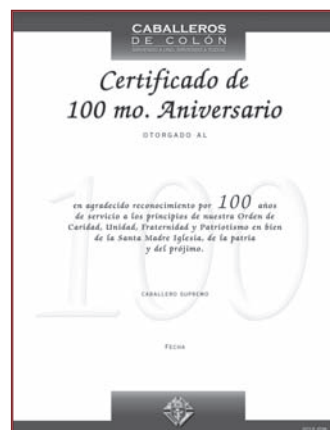 CABALLEROS
DE COLÓN
Certificado de
100 mo. Aniversario
OTORGADO AL
100
en agradecido reconocimiento por 100 años
de servicio a los principios de nuestra Orden de
Caridad, Unidad, Fraternidad y Patriotismo en bien
de la Santa Madre Iglesia, de la patria
y del prójimo.
CABALLERO SUPREMO
FECHA